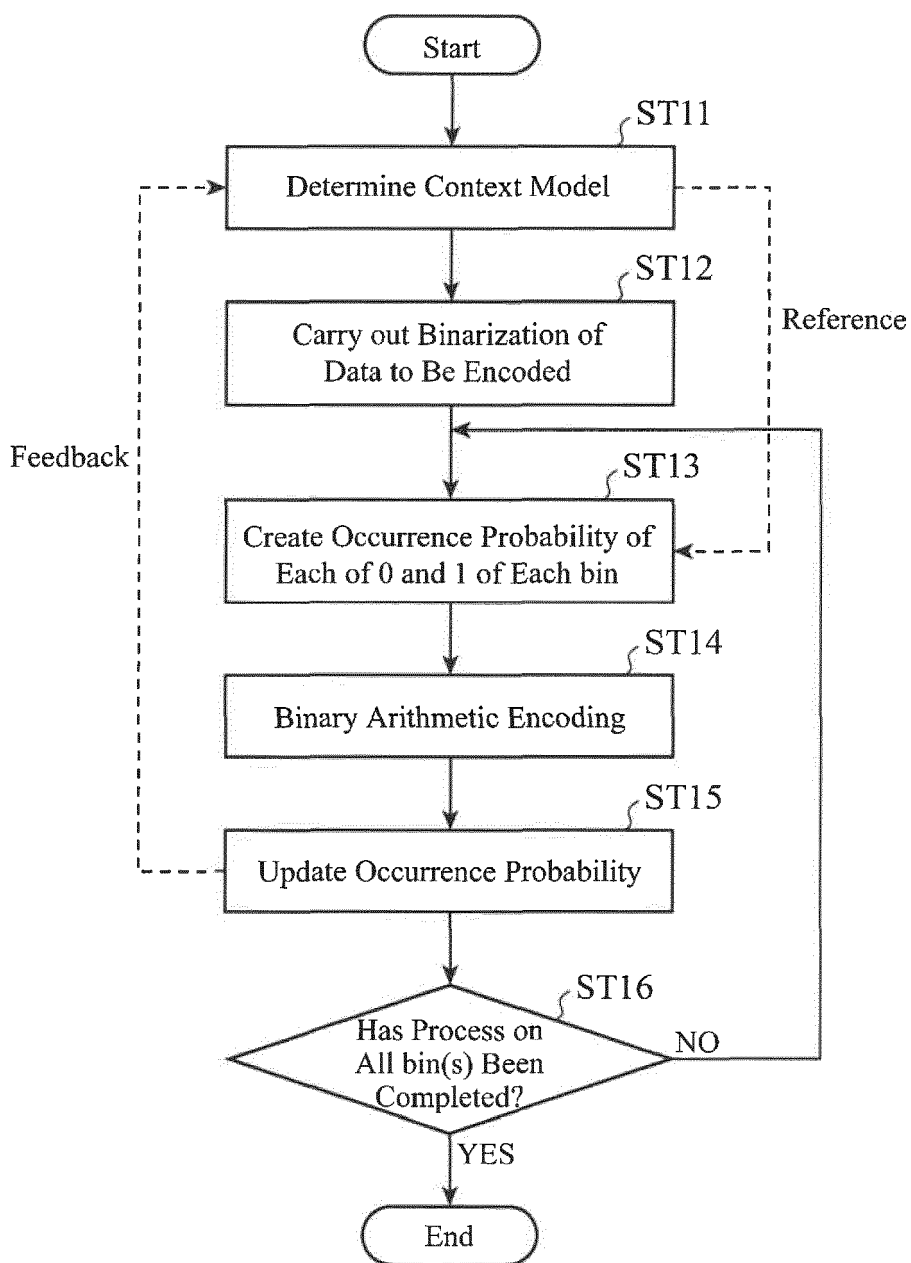 Start
ST11
Determine Context Model
ST12
Carry out Binarization of
Data to Be Encoded
Reference
Feedback
ST13
Create Occurrence Probability of
Each of 0 and 1 of Each bin
ST14
Binary Arithmetic Encoding
ST15
Update Occurrence Probability
ST16
Has Process on
All bin(s) Been
Completed?
NO
YES
End